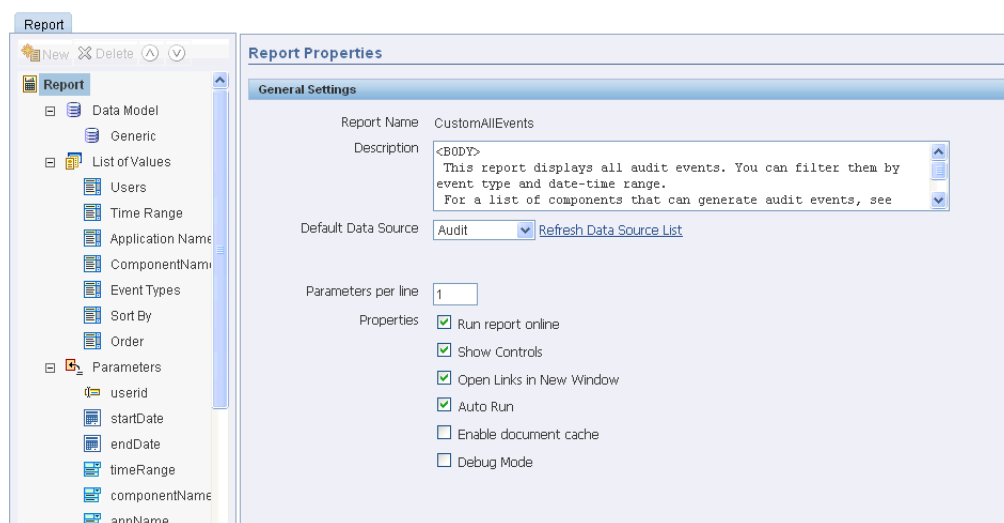 Report
New Delete
Report
Data Model
Generic
List of Values
Users
Time Range
Application Name
ComponentNam
Event Types
Sort By
Order
Parameters
userid
startDate
endDate
timeRange
componentName
appName
Report Properties
General Settings
Report Name CustomAllEvents
Description
<BODY>
This report displays all audit events. You can filter them by
event type and date-time range.
For a list of components that can generate audit events, see
Default Data Source Audit Refresh Data Source List
Parameters per line 1
Properties
Run report online
Show Controls
Open Links in New Window
Auto Run
Enable document cache
Debug Mode